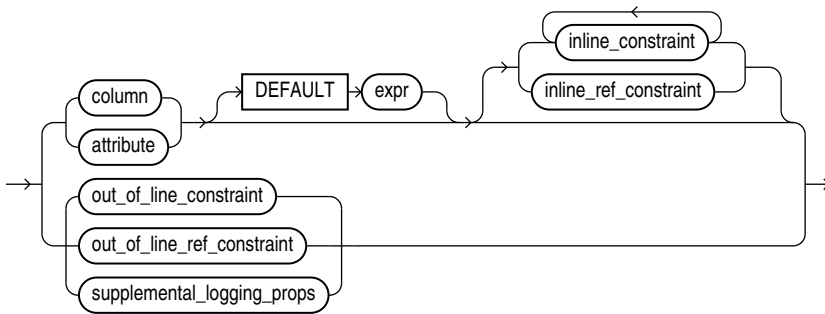 inline_constraint
inline_ref_constraint
DEFAULT expr
column
attribute
out_of_line_constraint
out_of_line_ref_constraint
supplemental_logging_props